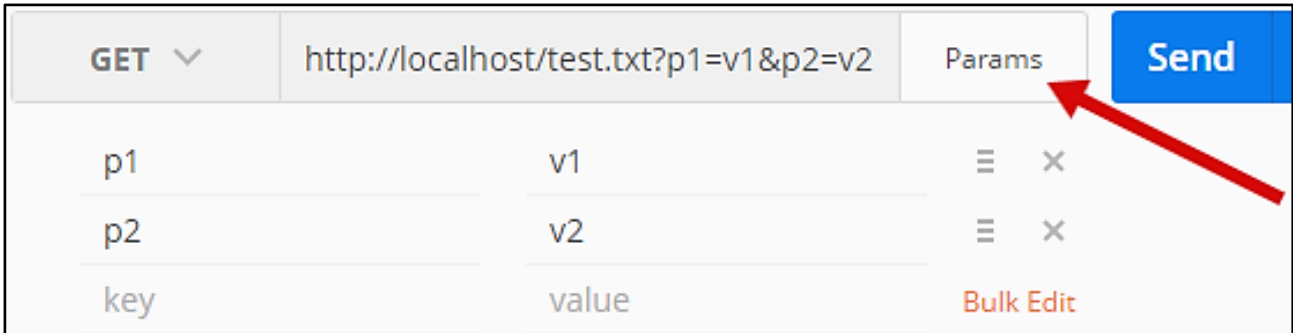 GET http://localhost/test.txt?p1=v1&p2=v2 Params Send
p1 v1
p2 v2
key value Bulk Edit